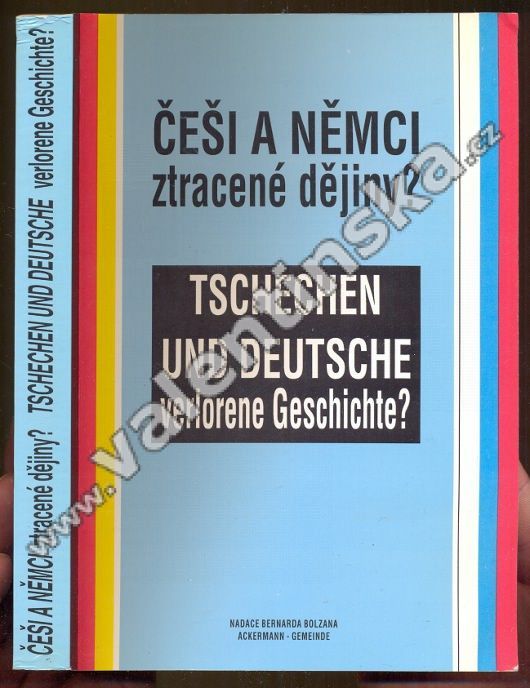 ČEŠI A NĚMCI ztracené dějiny? TSCHECHEN UND DEUTSCHE verlorene Geschichte?
ČEŠI A NĚMCI
ztracené dějiny?
TSCHECHEN
UND DEUTSCHE
verlorene Geschichte?
NADACE BERNARDA BOLZANA
ACKERMANN - GEMEINDE
www.valentinska.cz